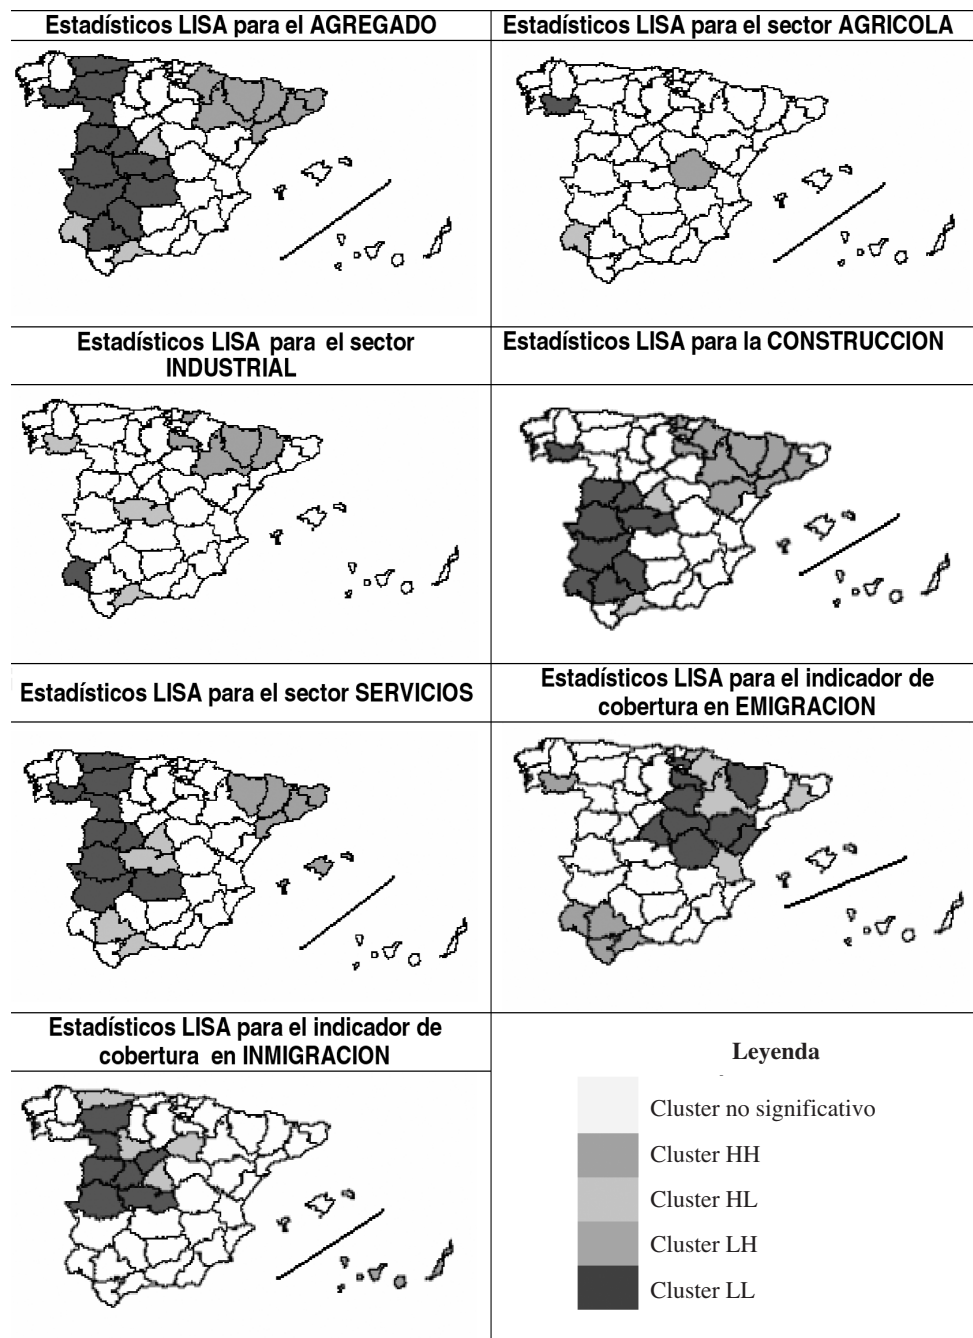 Estadísticos LISA para el AGREGADO
Estadísticos LISA para el sector AGRICOLA
Estadísticos LISA para el sector
INDUSTRIAL
Estadísticos LISA para la CONSTRUCCION
Estadísticos LISA para el sector SERVICIOS
Estadísticos LISA para el indicador de
cobertura en EMIGRACION
Estadísticos LISA para el indicador de
cobertura en INMIGRACION
Leyenda
Cluster no significativo
Cluster HH
Cluster HL
Cluster LH
Cluster LL